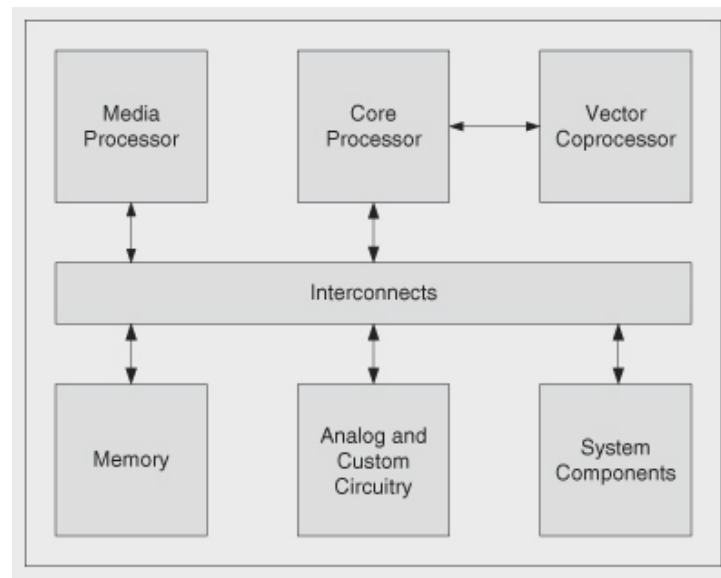 Media
Processor
Core
Processor
Vector
Coprocessor
Interconnects
Memory
Analog and
Custom
Circuitry
System
Components